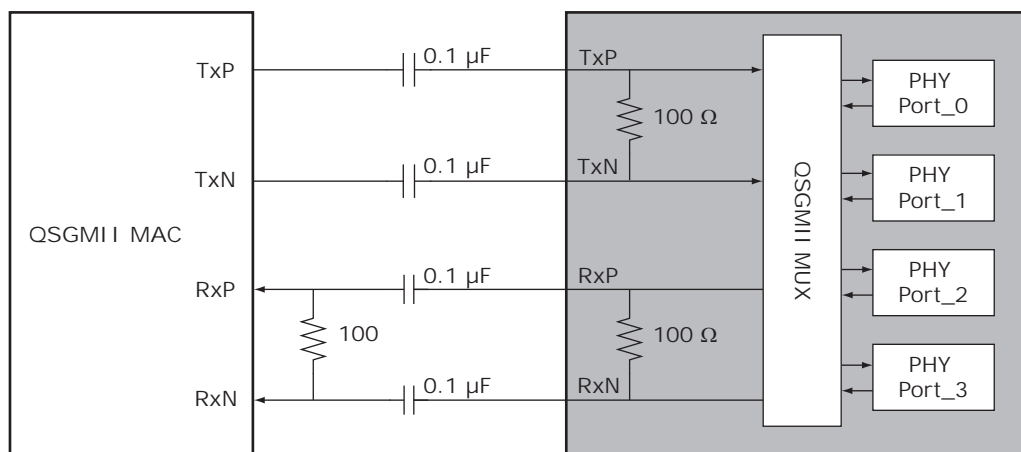 TxP
0.1 µF
TxP
100 Ω
TxN
0.1 µF
TxN
QSGMII MAC
RxP
0.1 µF
RxP
100
100 Ω
RxN
0.1 µF
RxN
QSGMII MUX
PHY
Port_0
PHY
Port_1
PHY
Port_2
PHY
Port_3